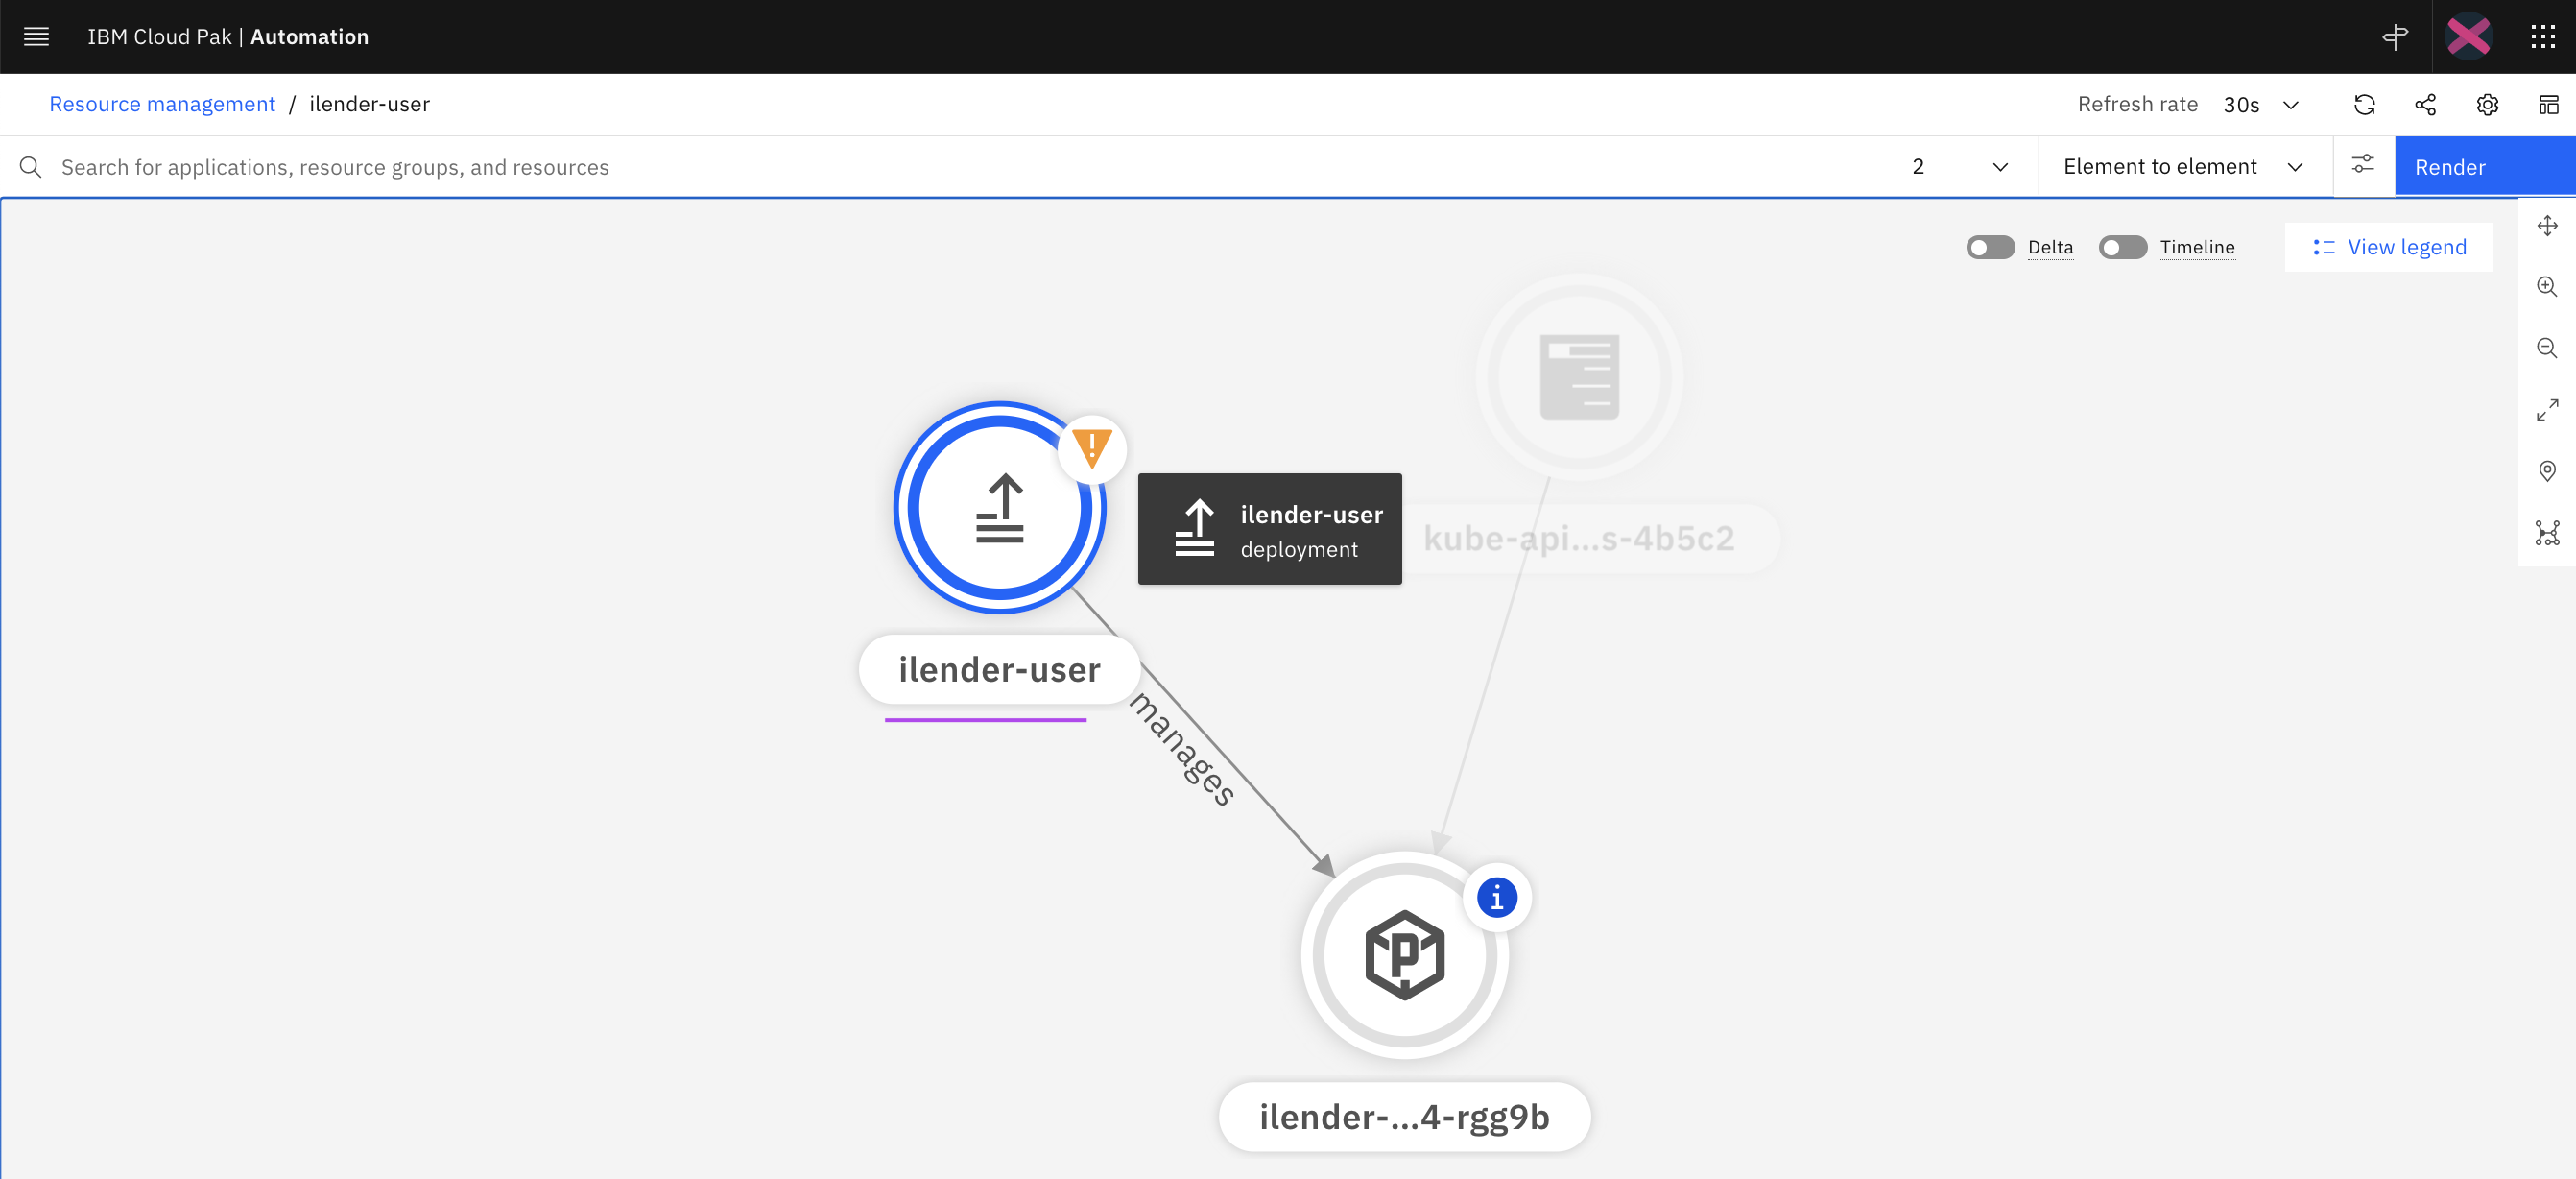 IBM Cloud Pak | Automation
Resource management / ilender-user
Refresh rate 30s
Search for applications, resource groups, and resources
2
Element to element
Render
Delta
Timeline
View legend
ilender-user
deployment
kube-api...s-4b5c2
ilender-user
manages
ilender-...4-rgg9b